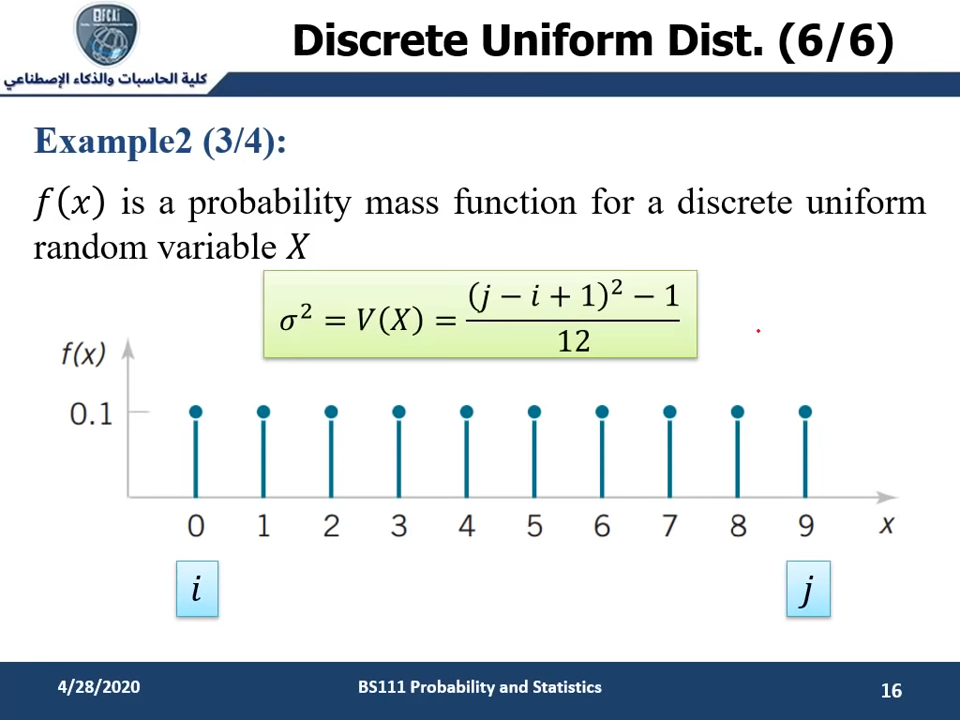 BFCAi
Discrete Uniform Dist. (6/6)
كلية الحاسبات والذكاء الإصطناعي
Example2 (3/4):
f(x) is a probability mass function for a discrete uniform
random variable X
σ² = V(X) = ((j − i + 1)² − 1) / 12
f(x)
0.1
0 1 2 3 4 5 6 7 8 9 x
i j
4/28/2020 BS111 Probability and Statistics 16